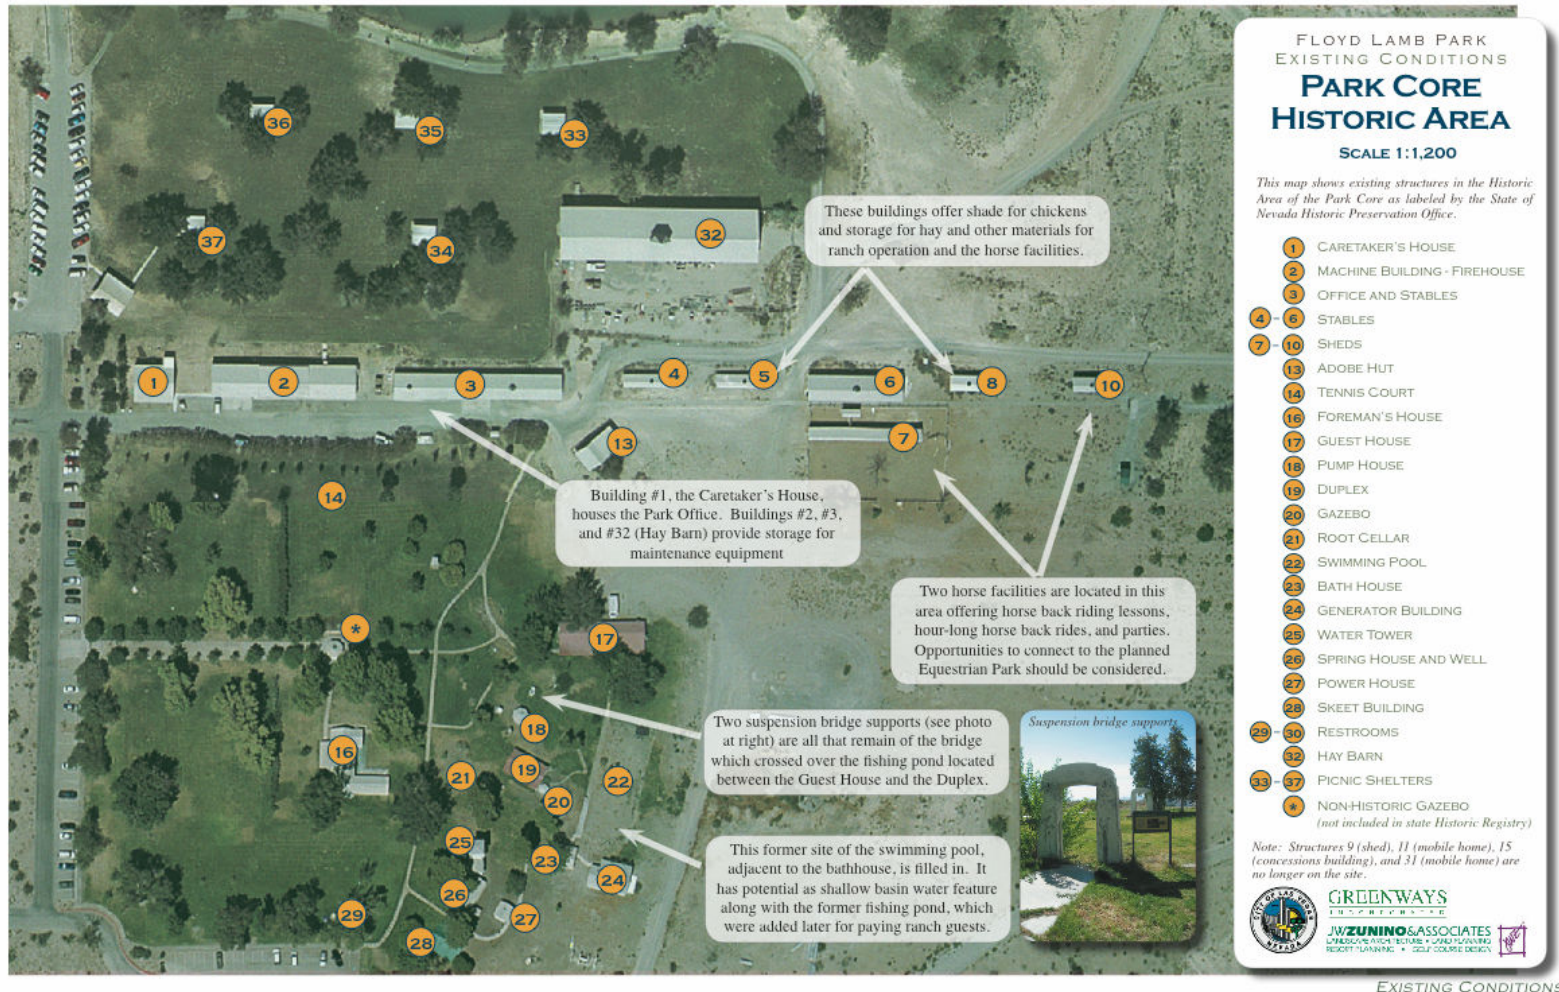 36
35
33
37
34
32
These buildings offer shade for chickens
and storage for hay and other materials for
ranch operation and the horse facilities.
1
2
3
4
5
6
8
10
13
7
14
Building #1, the Caretaker's House,
houses the Park Office. Buildings #2, #3,
and #32 (Hay Barn) provide storage for
maintenance equipment
Two horse facilities are located in this
area offering horse back riding lessons,
hour-long horse back rides, and parties.
Opportunities to connect to the planned
Equestrian Park should be considered.
*
17
18
16
19
21
20
22
Two suspension bridge supports (see photo
at right) are all that remain of the bridge
which crossed over the fishing pond located
between the Guest House and the Duplex.
Suspension bridge supports
25
23
24
26
27
29
28
This former site of the swimming pool,
adjacent to the bathhouse, is filled in. It
has potential as shallow basin water feature
along with the former fishing pond, which
were added later for paying ranch guests.
FLOYD LAMB PARK
EXISTING CONDITIONS
PARK CORE
HISTORIC AREA
SCALE 1:1,200
This map shows existing structures in the Historic
Area of the Park Core as labeled by the State of
Nevada Historic Preservation Office.
1 CARETAKER'S HOUSE
2 MACHINE BUILDING - FIREHOUSE
3 OFFICE AND STABLES
4 - 6 STABLES
7 - 10 SHEDS
13 ADOBE HUT
14 TENNIS COURT
16 FOREMAN'S HOUSE
17 GUEST HOUSE
18 PUMP HOUSE
19 DUPLEX
20 GAZEBO
21 ROOT CELLAR
22 SWIMMING POOL
23 BATH HOUSE
24 GENERATOR BUILDING
25 WATER TOWER
26 SPRING HOUSE AND WELL
27 POWER HOUSE
28 SKEET BUILDING
29 - 30 RESTROOMS
32 HAY BARN
33 - 37 PICNIC SHELTERS
* NON-HISTORIC GAZEBO
(not included in state Historic Registry)
Note: Structures 9 (shed), 11 (mobile home), 15
(concessions building), and 31 (mobile home) are
no longer on the site.
CITY OF LAS VEGAS
NEVADA
GREENWAYS
INCORPORATED
JWZUNINO&ASSOCIATES
LANDSCAPE ARCHITECTURE • LAND PLANNING
RESORT PLANNING • GOLF COURSE DESIGN
EXISTING CONDITIONS